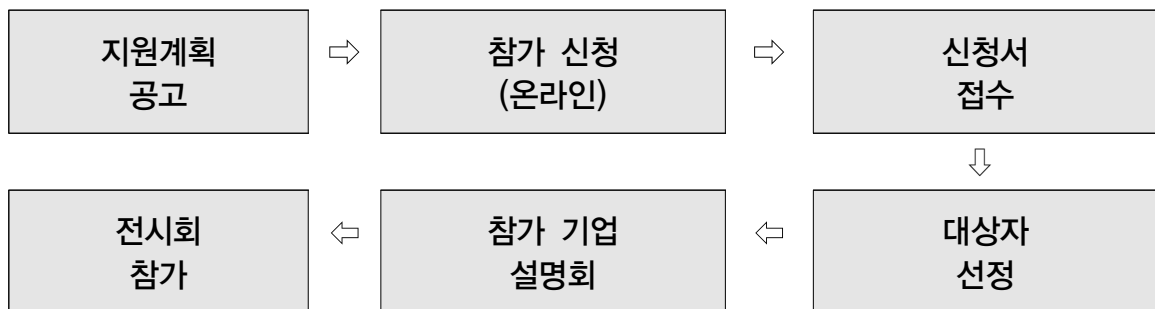 지원계획
공고
⇨
참가 신청
(온라인)
⇨
신청서
접수
⇩
대상자
선정
⇦
참가 기업
설명회
⇦
전시회
참가